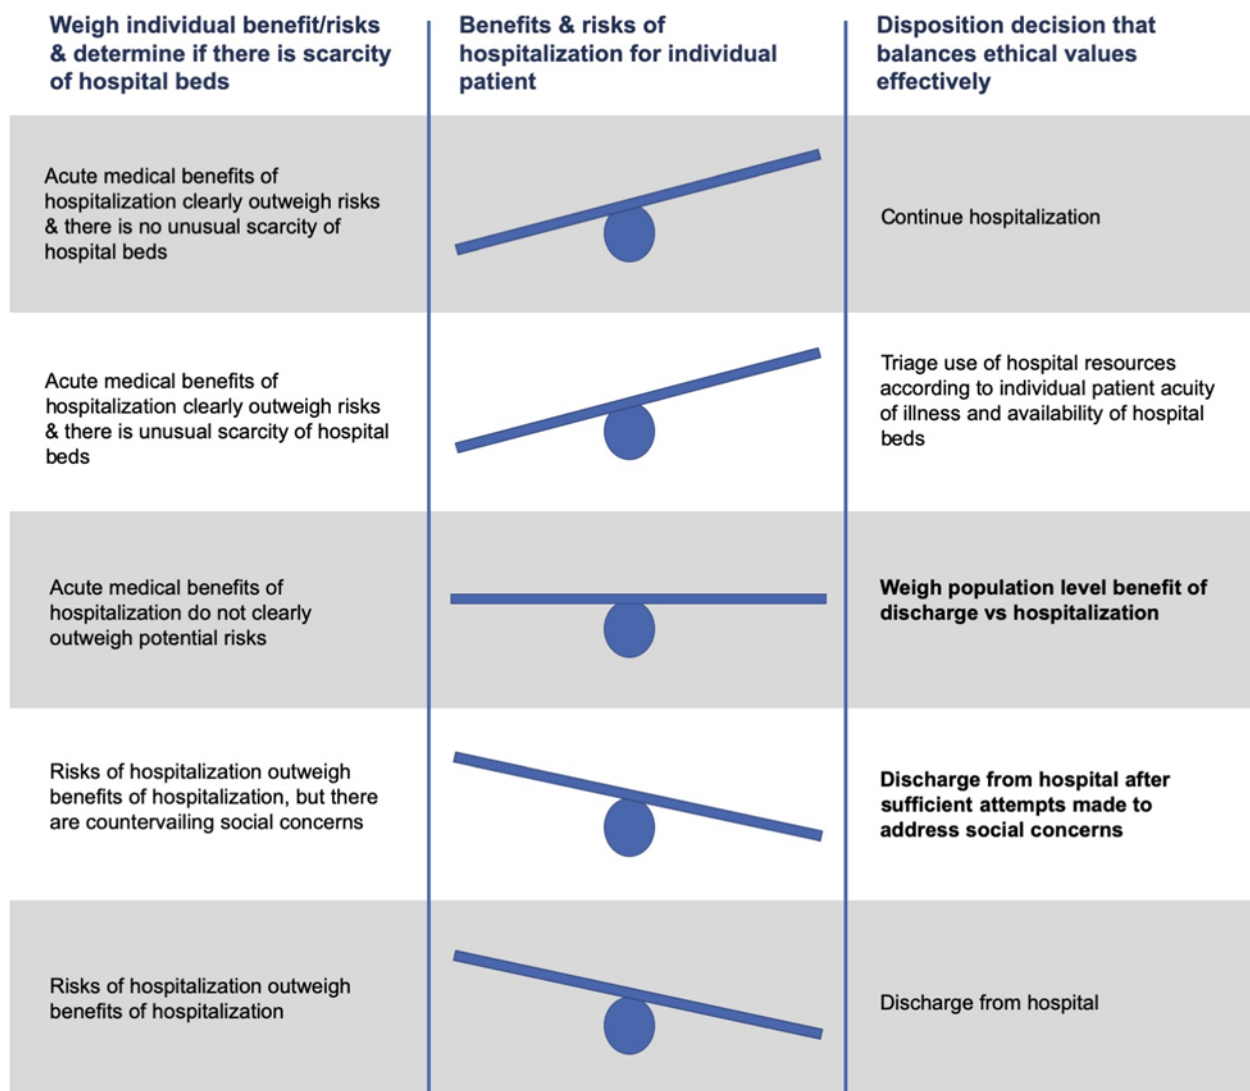 Weigh individual benefit/risks
& determine if there is scarcity
of hospital beds
Benefits & risks of
hospitalization for individual
patient
Disposition decision that
balances ethical values
effectively
Acute medical benefits of
hospitalization clearly outweigh risks
& there is no unusual scarcity of
hospital beds
Continue hospitalization
Acute medical benefits of
hospitalization clearly outweigh risks
& there is unusual scarcity of hospital
beds
Triage use of hospital resources
according to individual patient acuity
of illness and availability of hospital
beds
Acute medical benefits of
hospitalization do not clearly
outweigh potential risks
Weigh population level benefit of
discharge vs hospitalization
Risks of hospitalization outweigh
benefits of hospitalization, but there
are countervailing social concerns
Discharge from hospital after
sufficient attempts made to
address social concerns
Risks of hospitalization outweigh
benefits of hospitalization
Discharge from hospital